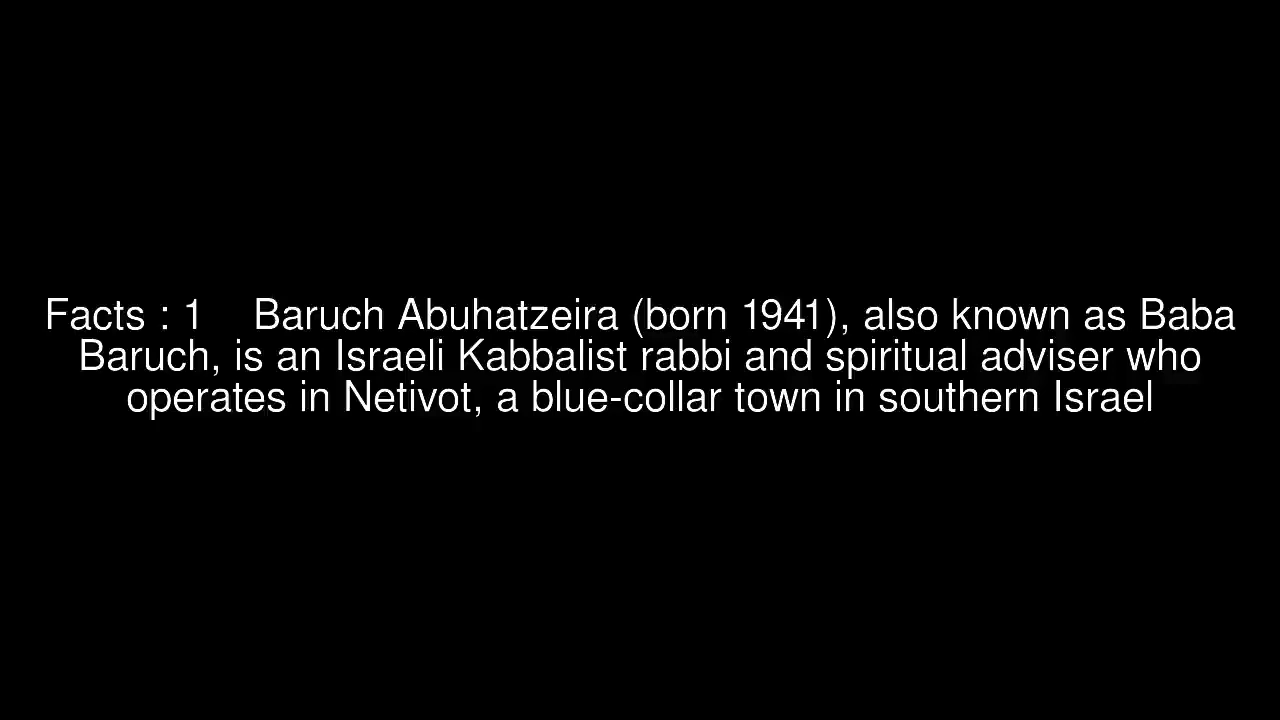 Facts : 1 Baruch Abuhatzeira (born 1941), also known as Baba
Baruch, is an Israeli Kabbalist rabbi and spiritual adviser who
operates in Netivot, a blue-collar town in southern Israel